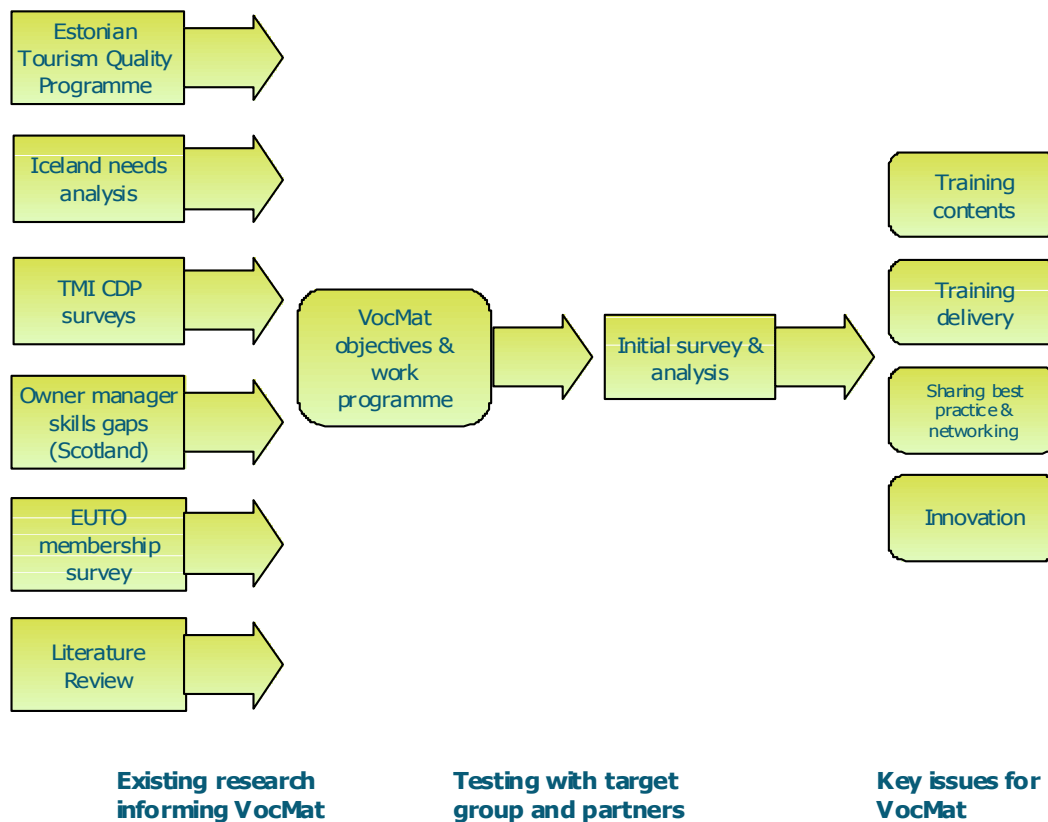 Estonian
Tourism Quality
Programme
Iceland needs
analysis
TMI CDP
surveys
Owner manager
skills gaps
(Scotland)
EUTO
membership
survey
Literature
Review
VocMat
objectives &
work
programme
Initial survey &
analysis
Training
contents
Training
delivery
Sharing best
practice &
networking
Innovation
Existing research
informing VocMat
Testing with target
group and partners
Key issues for
VocMat